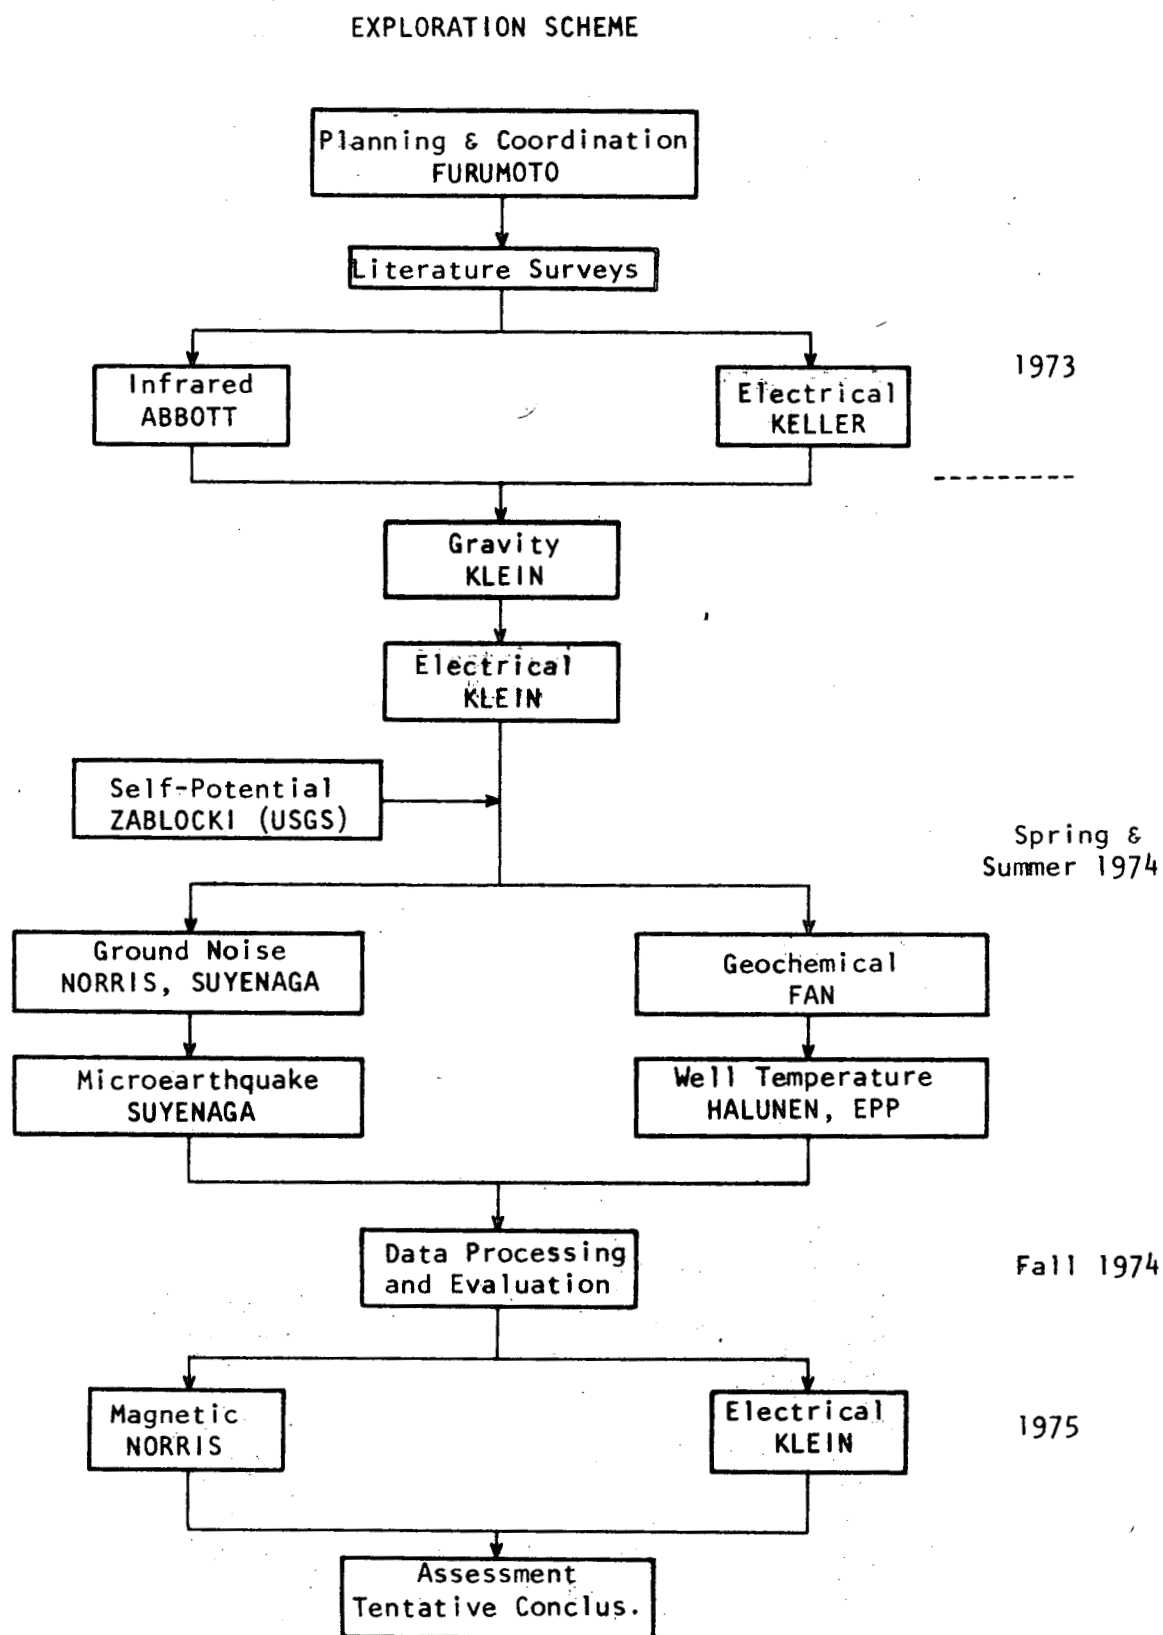 EXPLORATION SCHEME
Planning & Coordination
FURUMOTO
Literature Surveys
Infrared
ABBOTT
Electrical
KELLER
1973
---------
Gravity
KLEIN
Electrical
KLEIN
Self-Potential
ZABLOCKI (USGS)
Spring &
Summer 1974
Ground Noise
NORRIS, SUYENAGA
Geochemical
FAN
Microearthquake
SUYENAGA
Well Temperature
HALUNEN, EPP
Data Processing
and Evaluation
Fall 1974
Magnetic
NORRIS
Electrical
KLEIN
1975
Assessment
Tentative Conclus.